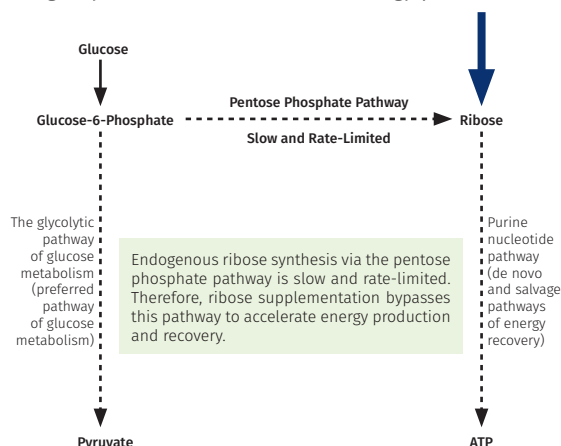 Glucose
Pentose Phosphate Pathway
Glucose-6-Phosphate
Ribose
Slow and Rate-Limited
The glycolytic
pathway
of glucose
metabolism
(preferred
pathway
of glucose
metabolism)
Endogenous ribose synthesis via the pentose
phosphate pathway is slow and rate-limited.
Therefore, ribose supplementation bypasses
this pathway to accelerate energy production
and recovery.
Purine
nucleotide
pathway
(de novo
and salvage
pathways
of energy
recovery)
Pyruvate
ATP